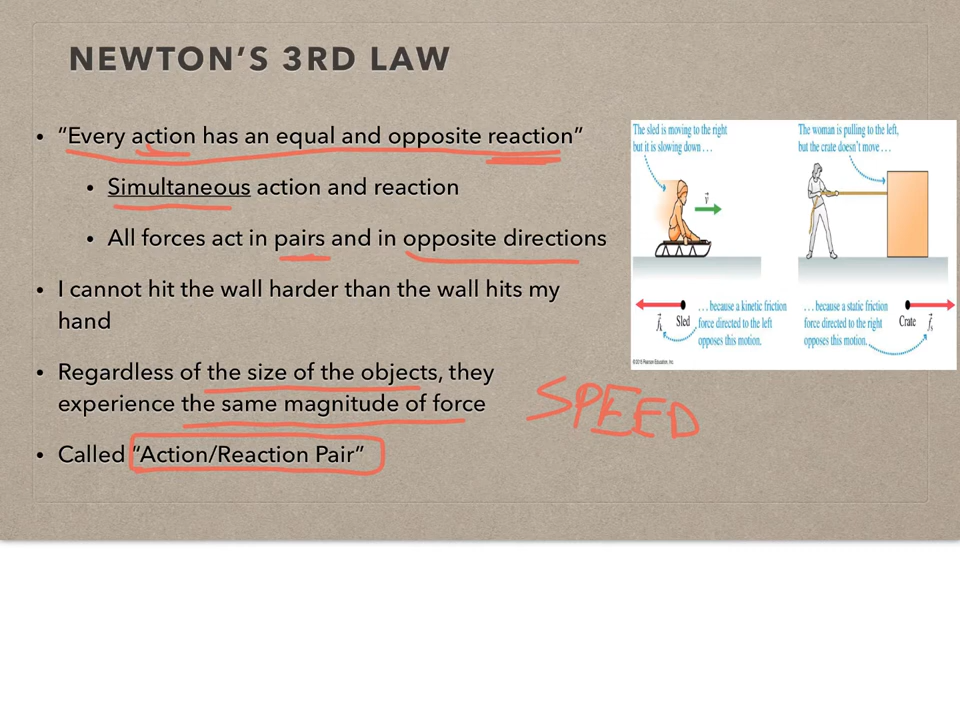 NEWTON'S 3RD LAW
• "Every action has an equal and opposite reaction"
• Simultaneous action and reaction
• All forces act in pairs and in opposite directions
• I cannot hit the wall harder than the wall hits my
hand
• Regardless of the size of the objects, they
experience the same magnitude of force
• Called "Action/Reaction Pair"
SPEED
The sled is moving to the right
but it is slowing down . . .
v
f k
Sled
. . . because a kinetic friction
force directed to the left
opposes this motion.
The woman is pulling to the left,
but the crate doesn't move . . .
. . . because a static friction
force directed to the right
opposes this motion.
Crate
f s
©2015 Pearson Education, Inc.